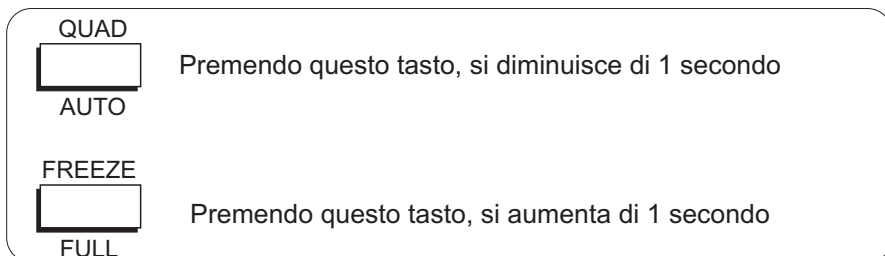 QUAD
Premendo questo tasto, si diminuisce di 1 secondo
AUTO
FREEZE
Premendo questo tasto, si aumenta di 1 secondo
FULL